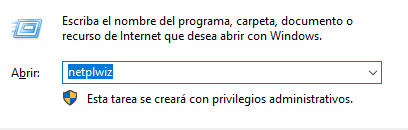 Escriba el nombre del programa, carpeta, documento o
recurso de Internet que desea abrir con Windows.
Abrir: netplwiz
Esta tarea se creará con privilegios administrativos.